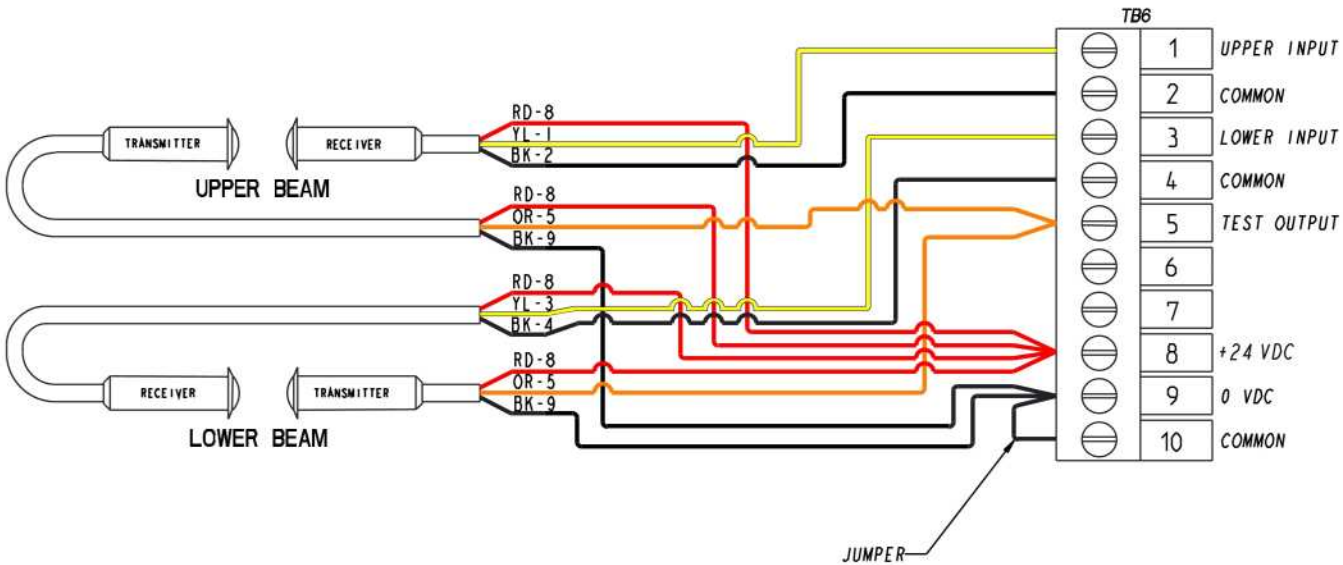 TB6
1 UPPER INPUT
2 COMMON
3 LOWER INPUT
4 COMMON
5 TEST OUTPUT
6
7
8 +24 VDC
9 0 VDC
10 COMMON
TRANSMITTER
RECEIVER
UPPER BEAM
RD-8
YL-1
BK-2
RD-8
OR-5
BK-9
RD-8
YL-3
BK-4
RD-8
OR-5
BK-9
RECEIVER
TRANSMITTER
LOWER BEAM
JUMPER